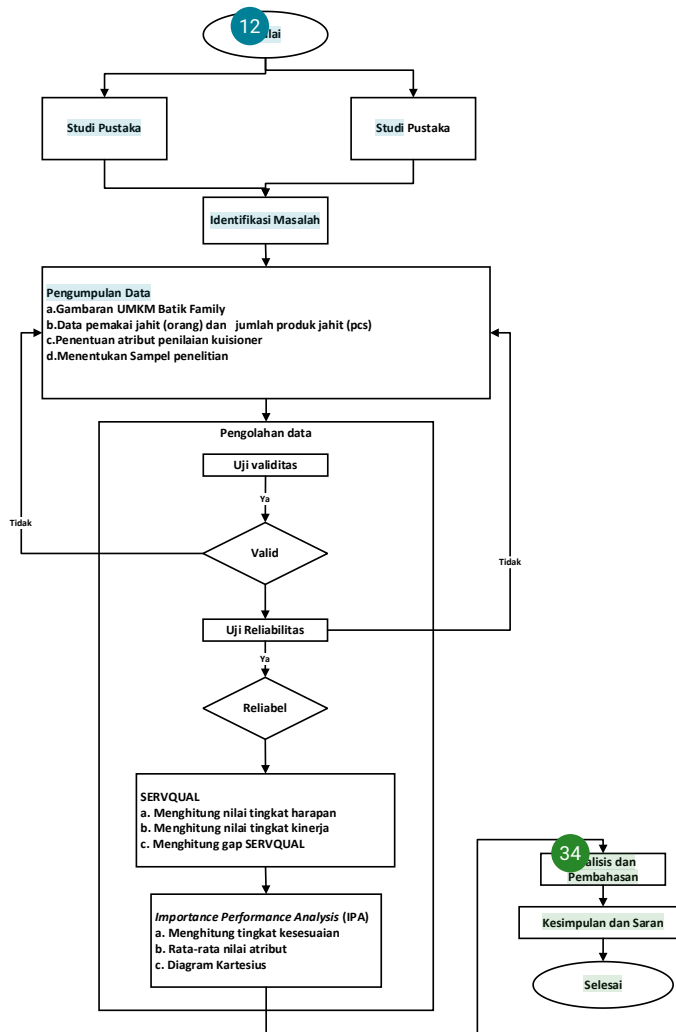 12
lai
Studi Pustaka
Studi Pustaka
Identifikasi Masalah
Pengumpulan Data
a.Gambaran UMKM Batik Family
b.Data pemakai jahit (orang) dan jumlah produk jahit (pcs)
c.Penentuan atribut penilaian kuisioner
d.Menentukan Sampel penelitian
Pengolahan data
Uji validitas
Ya
Tidak
Valid
Tidak
Uji Reliabilitas
Ya
Reliabel
SERVQUAL
a. Menghitung nilai tingkat harapan
b. Menghitung nilai tingkat kinerja
c. Menghitung gap SERVQUAL
Importance Performance Analysis (IPA)
a. Menghitung tingkat kesesuaian
b. Rata-rata nilai atribut
c. Diagram Kartesius
34
alisis dan
Pembahasan
Kesimpulan dan Saran
Selesai